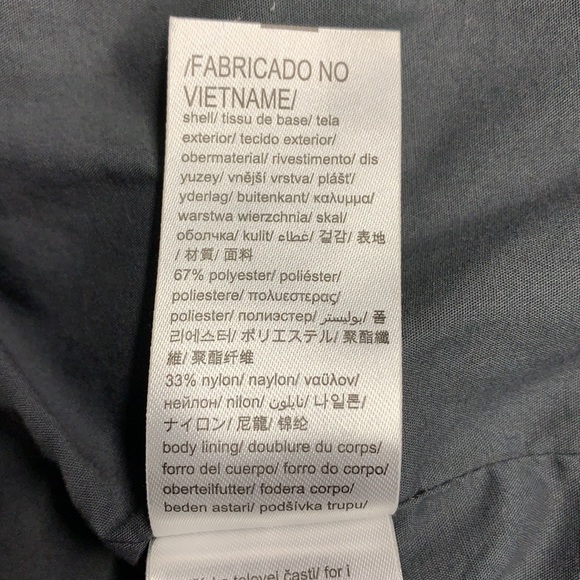 /FABRICADO NO
VIETNAME/
shell/ tissu de base/ tela
exterior/ tecido exterior/
obermaterial/ rivestimento/ dis
yuzey/ vnější vrstva/ plášť/
yderlag/ buitenkant/ καλυμμα/
warstwa wierzchnia/ skal/
оболчка/ kulit/ غطاء/ 겉감/ 表地
/ 材質/ 面料
67% polyester/ poliéster/
poliestere/ πολυεστερας/
poliester/ полиэстер/ بوليستر/ 폴
리에스터/ ポリエステル/ 聚酯纖
維/ 聚酯纤维
33% nylon/ naylon/ ναϋλον/
нейлон/ nilon/ نايلون/ 나일론/
ナイロン/ 尼龍/ 锦纶
body lining/ doublure du corps/
forro del cuerpo/ forro do corpo/
oberteilfutter/ fodera corpo/
beden astari/ podšívka trupu/
telovej časti/ for i